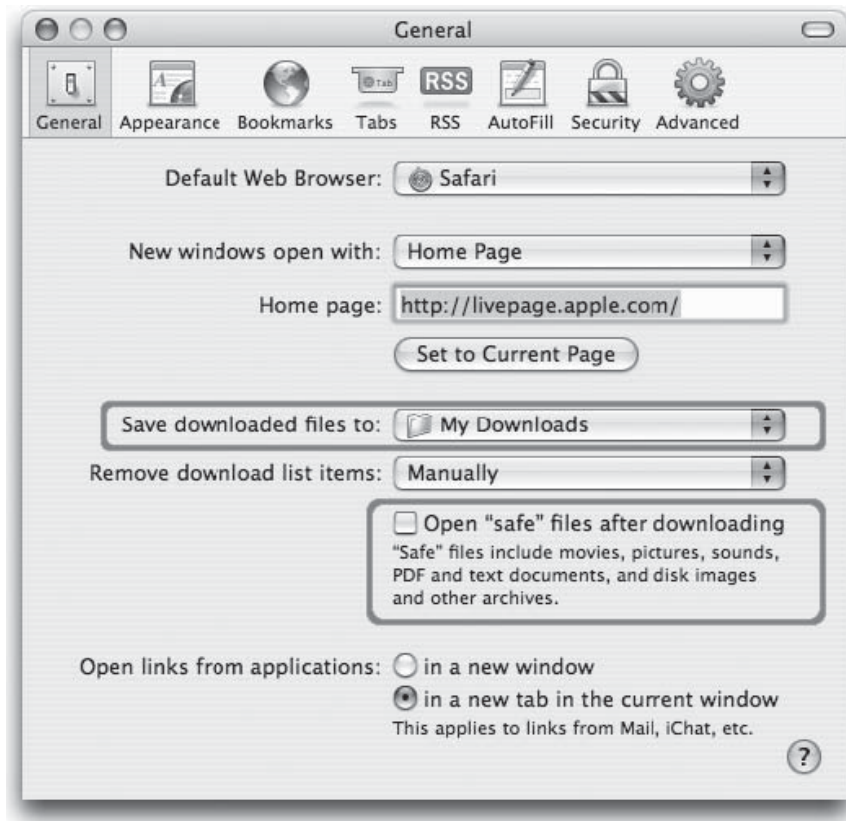 General
General Appearance Bookmarks Tabs RSS AutoFill Security Advanced
Tab
RSS
Default Web Browser: Safari
New windows open with: Home Page
Home page: http://livepage.apple.com/
Set to Current Page
Save downloaded files to: My Downloads
Remove download list items: Manually
Open “safe” files after downloading
“Safe” files include movies, pictures, sounds,
PDF and text documents, and disk images
and other archives.
Open links from applications: in a new window
in a new tab in the current window
This applies to links from Mail, iChat, etc.
?